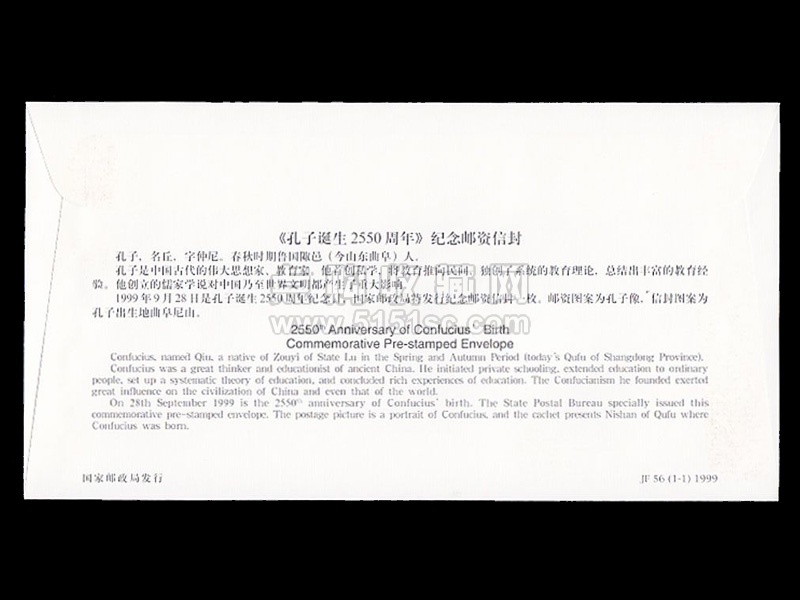 《孔子诞生2550周年》纪念邮资信封
孔子，名丘，字仲尼。春秋时期鲁国陬邑（今山东曲阜）人。
孔子是中国古代的伟大思想家、教育家。他首创私学，将教育推向民间，独创了系统的教育理论，总结出丰富的教育经
验。他创立的儒家学说对中国乃至世界文明都产生了重大影响。
1999年9月28日是孔子诞生2550周年纪念日，国家邮政局特发行纪念邮资信封一枚。邮资图案为孔子像，信封图案为
孔子出生地曲阜尼山。
收藏网
www.5151sc.com
2550th Anniversary of Confucius' Birth
Commemorative Pre-stamped Envelope
Confucius, named Qiu, a native of Zouyi of State Lu in the Spring and Autumn Period (today's Qufu of Shangdong Province).
Confucius was a great thinker and educationist of ancient China. He initiated private schooling, extended education to ordinary
people, set up a systematic theory of education, and concluded rich experiences of education. The Confucianism he founded exerted
great influence on the civilization of China and even that of the world.
On 28th September 1999 is the 2550th anniversary of Confucius' birth. The State Postal Bureau specially issued this
commemorative pre-stamped envelope. The postage picture is a portrait of Confucius, and the cachet presents Nishan of Qufu where
Confucius was born.
国家邮政局发行
JF 56 (1-1) 1999